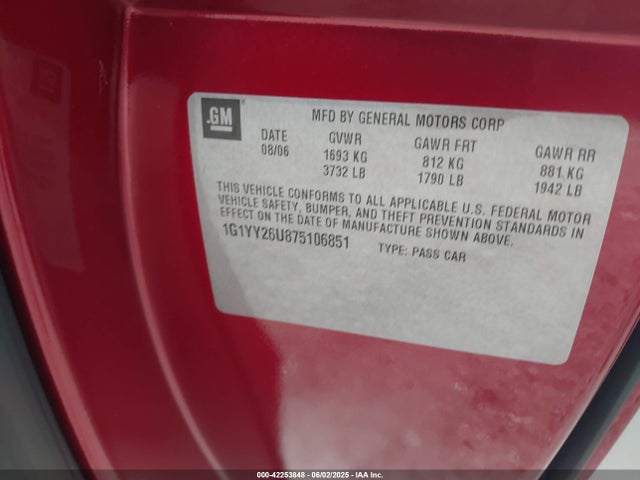 GM
MFD BY GENERAL MOTORS CORP
DATE GVWR GAWR FRT GAWR RR
08/06 1693 KG 812 KG 881 KG
3732 LB 1790 LB 1942 LB
THIS VEHICLE CONFORMS TO ALL APPLICABLE U.S. FEDERAL MOTOR
VEHICLE SAFETY, BUMPER, AND THEFT PREVENTION STANDARDS IN
EFFECT ON THE DATE OF MANUFACTURE SHOWN ABOVE.
1G1YY26U875106851 TYPE: PASS CAR
000-42253848 - 06/02/2025 - IAA Inc.